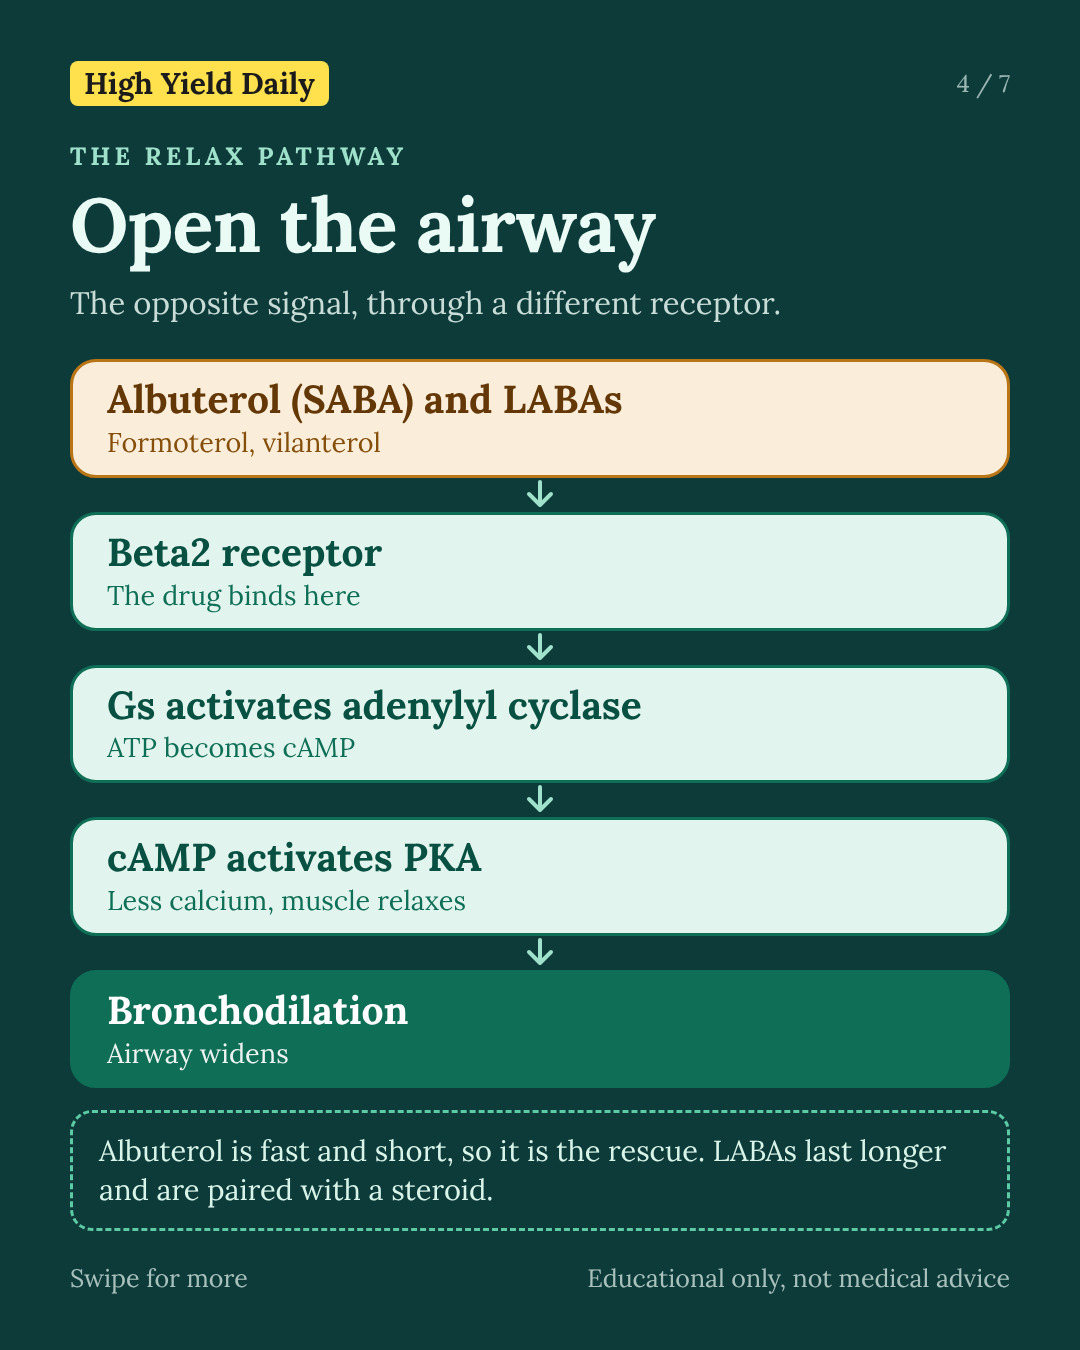 High Yield Daily
4 / 7
THE RELAX PATHWAY
Open the airway
The opposite signal, through a different receptor.
Albuterol (SABA) and LABAs
Formoterol, vilanterol
Beta2 receptor
The drug binds here
Gs activates adenylyl cyclase
ATP becomes cAMP
cAMP activates PKA
Less calcium, muscle relaxes
Bronchodilation
Airway widens
Albuterol is fast and short, so it is the rescue. LABAs last longer
and are paired with a steroid.
Swipe for more
Educational only, not medical advice